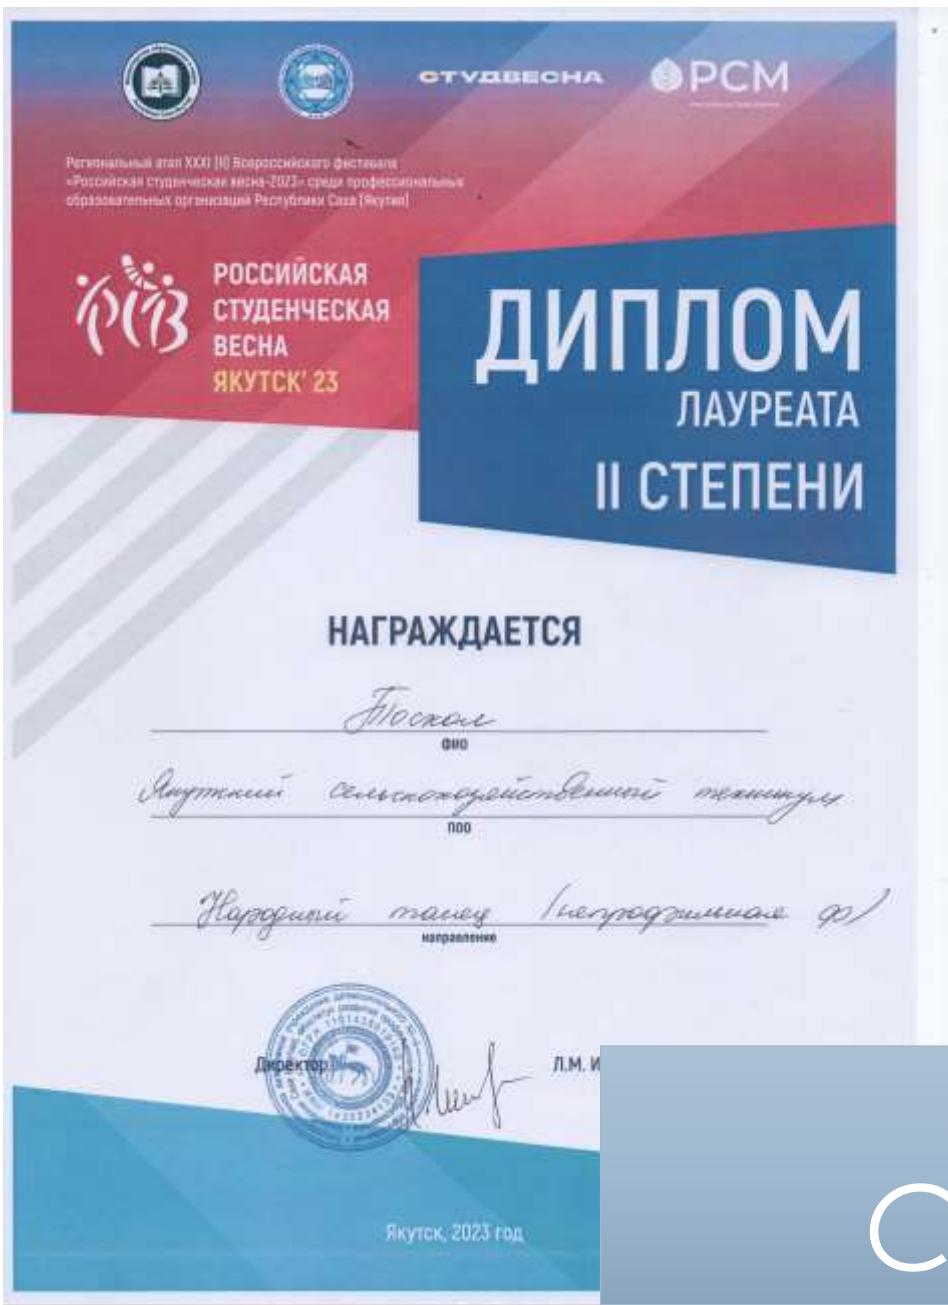 СТУДВЕСНА
РСМ
Региональный этап XXXI (II) Всероссийского фестиваля
«Российская студенческая весна-2023» среди профессиональных
образовательных организаций Республики Саха (Якутия)
РОССИЙСКАЯ
СТУДЕНЧЕСКАЯ
ВЕСНА
ЯКУТСК' 23
ДИПЛОМ
ЛАУРЕАТА
II СТЕПЕНИ
НАГРАЖДАЕТСЯ
ФИО
Якутский сельскохозяйственный техникум
ПОО
Народный танец (непрофильная ф)
направление
Директор Л.М. И
С
Якутск, 2023 год